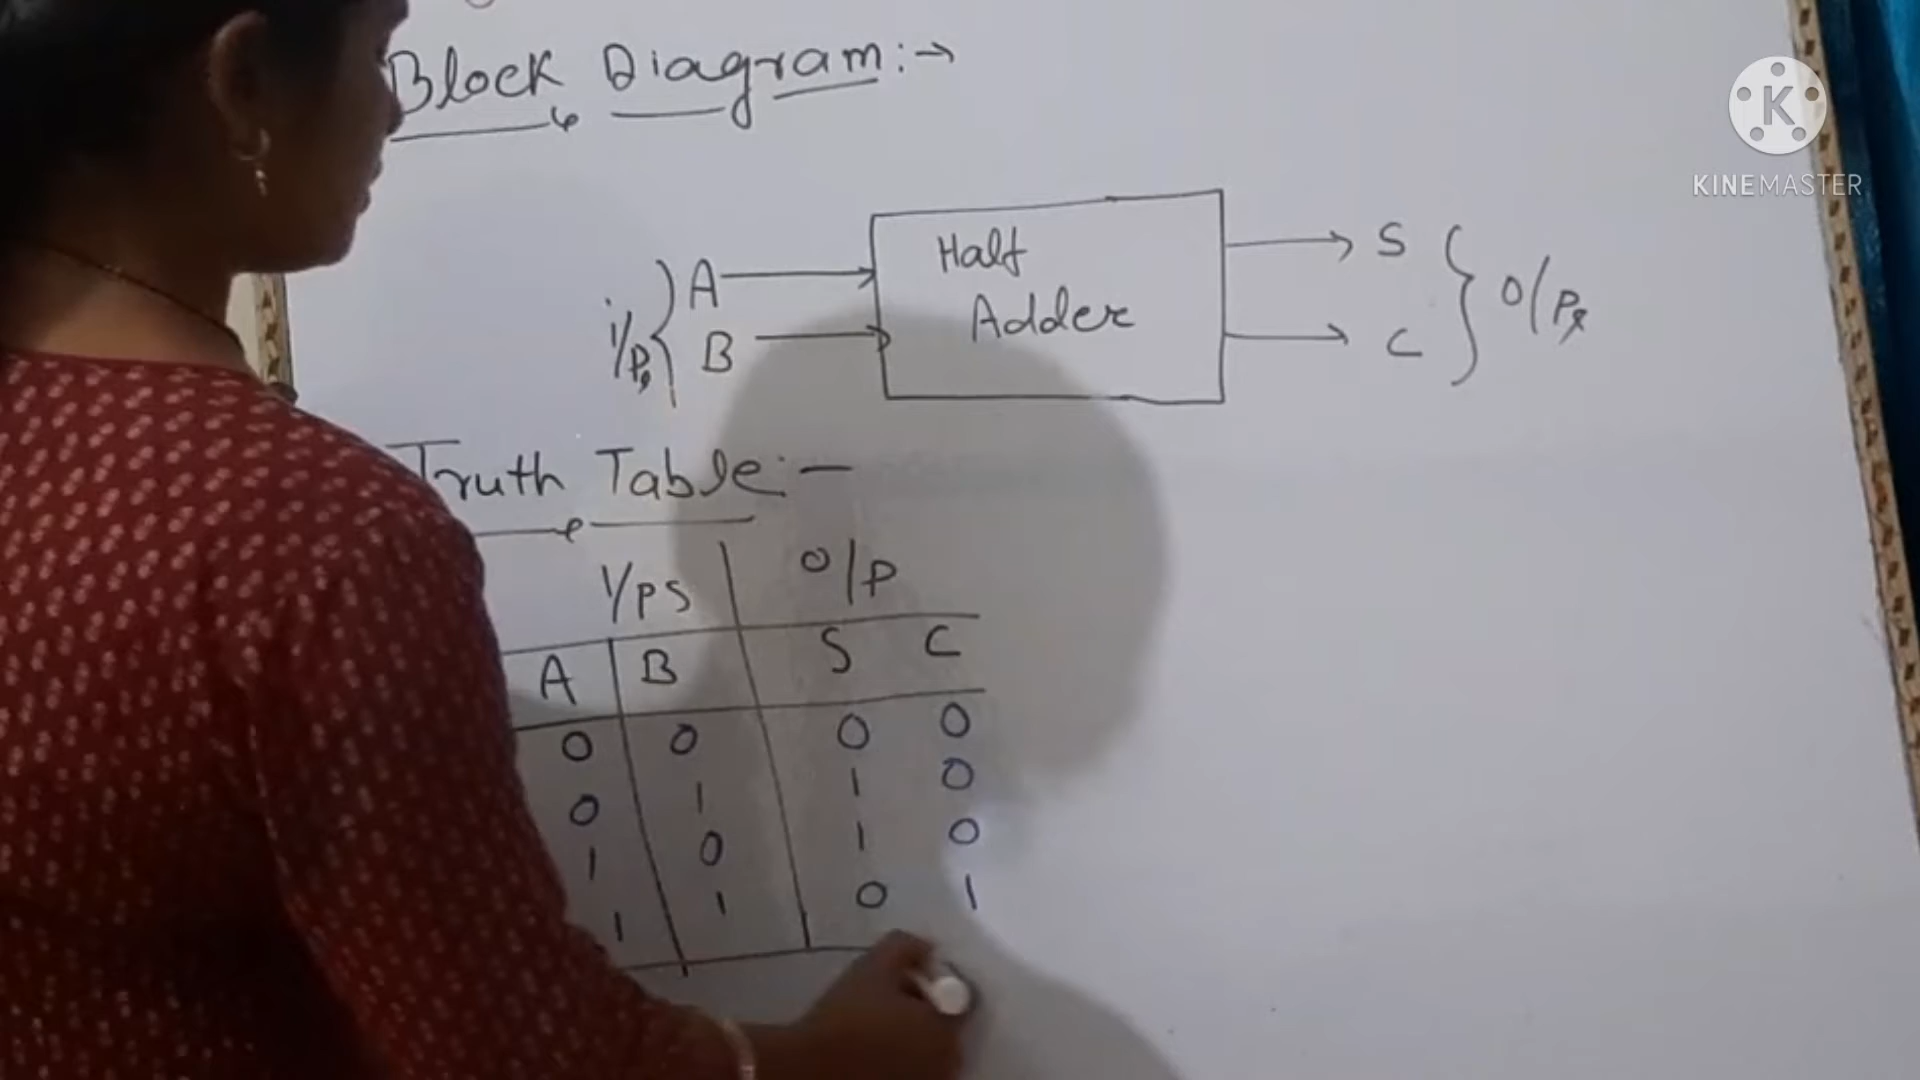 Block Diagram:→
K
KINEMASTER
Half
Adder
A
B
i/Ps
S
C
O/Ps
Truth Table:-
I/PS O/P
A B S C
0 0 0 0
0 1 1 0
1 0 1 0
1 1 0 1